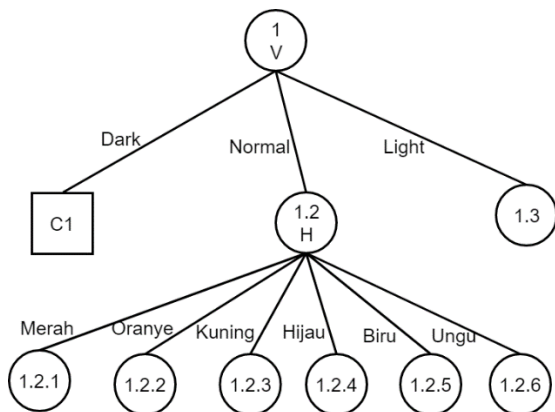 1
V
Dark
Normal
Light
C1
1.2
H
1.3
Merah
Oranye
Kuning
Hijau
Biru
Ungu
1.2.1
1.2.2
1.2.3
1.2.4
1.2.5
1.2.6